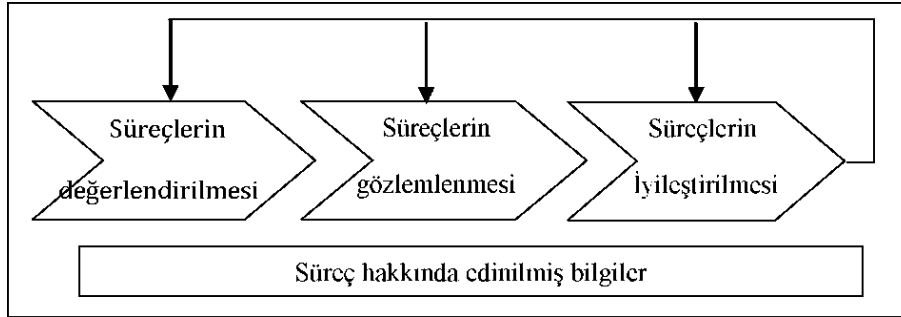 Süreçlerin
değerlendirilmesi
Süreçlerin
gözlemlenmesi
Süreçlerin
İyileştirilmesi
Süreç hakkında edinilmiş bilgiler